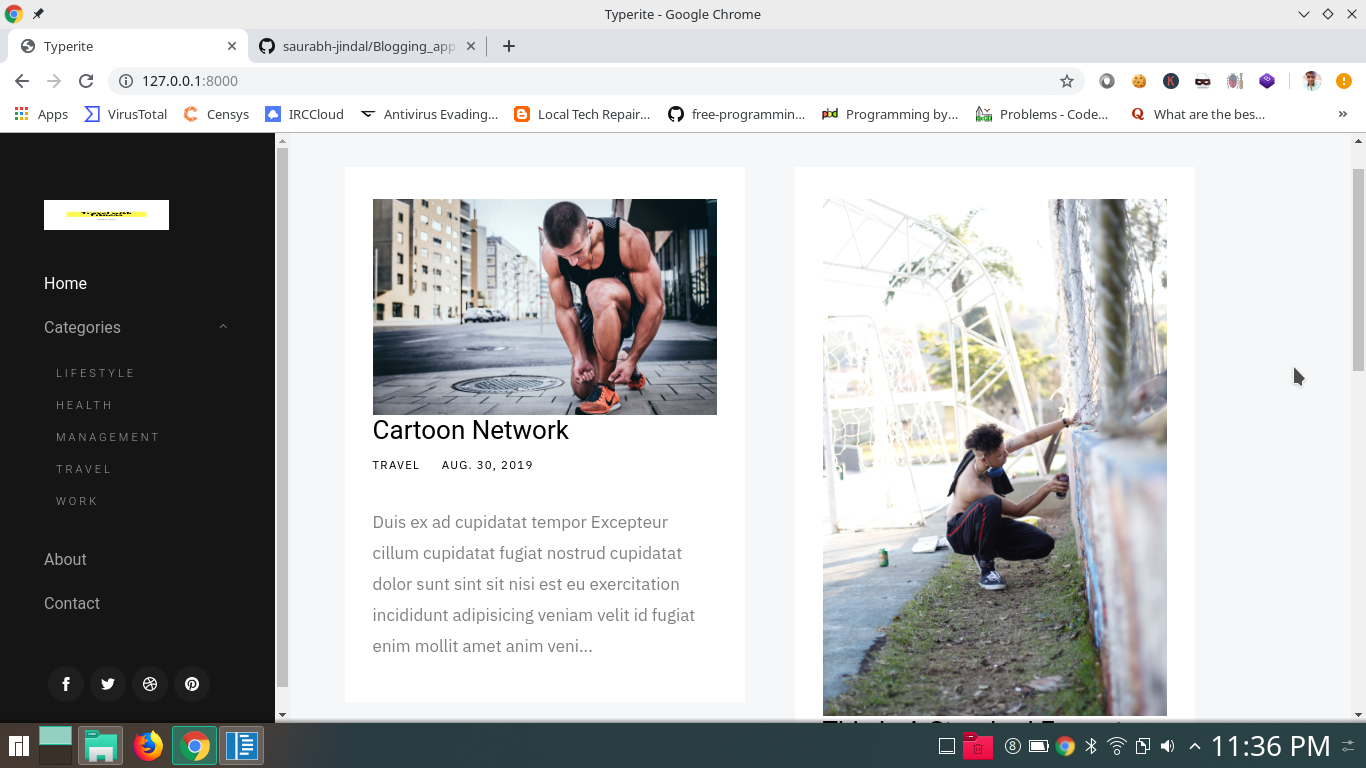 Typerite - Google Chrome
Typerite
saurabh-jindal/Blogging_app
127.0.0.1:8000
Apps
VirusTotal
Censys
IRCCloud
Antivirus Evading...
Local Tech Repair...
free-programmin...
pbd
Programming by...
Problems - Code...
What are the bes...
»
Home
Categories
LIFESTYLE
HEALTH
MANAGEMENT
TRAVEL
WORK
About
Contact
Cartoon Network
TRAVEL AUG. 30, 2019
Duis ex ad cupidatat tempor Excepteur
cillum cupidatat fugiat nostrud cupidatat
dolor sunt sint sit nisi est eu exercitation
incididunt adipisicing veniam velit id fugiat
enim mollit amet anim veni...
8
11:36 PM